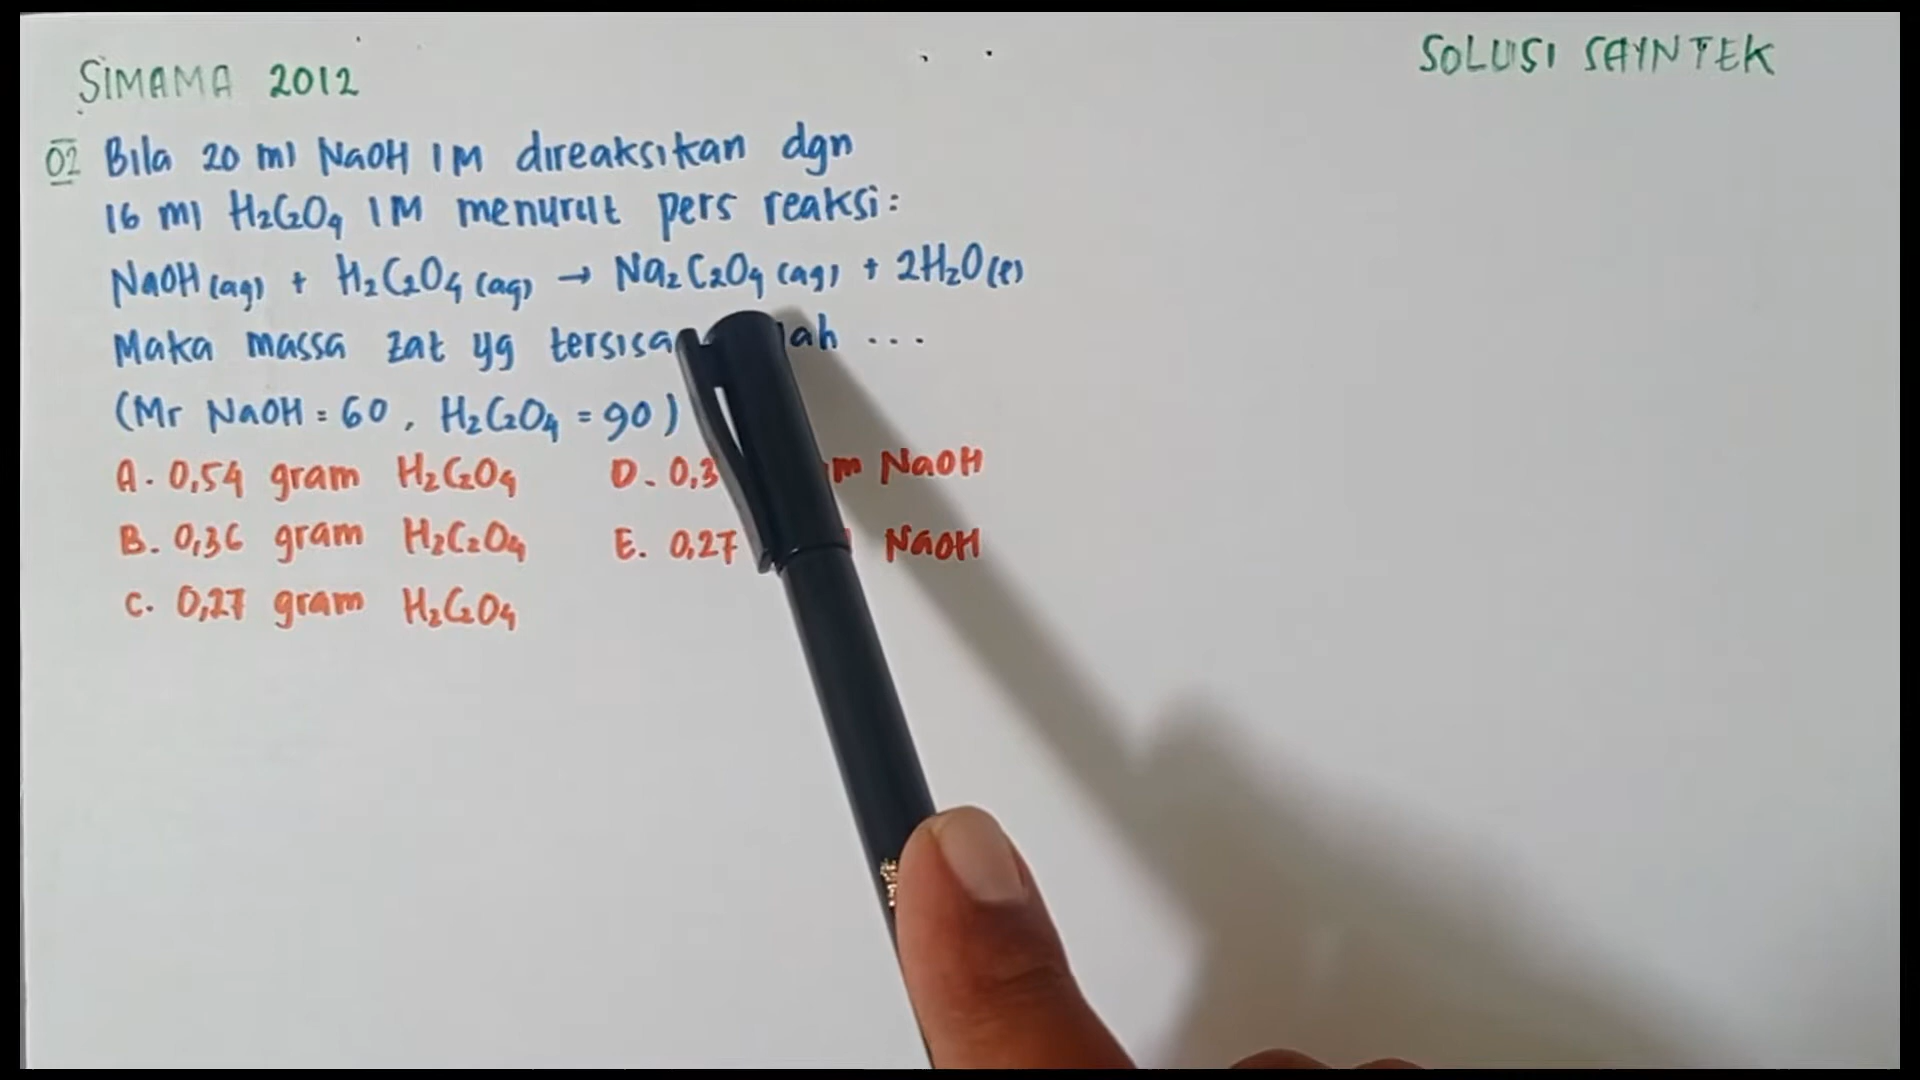 SIMAMA 2012
SOLUSI SAYNTEK
02 Bila 20 ml NaOH 1M direaksikan dgn
16 ml H₂C₂O₄ 1M menurut pers reaksi:
NaOH (aq) + H₂C₂O₄ (aq) → Na₂C₂O₄ (aq) + 2H₂O(l)
Maka massa zat yg tersisa ...
(Mr NaOH = 60, H₂C₂O₄ = 90)
A. 0,54 gram H₂C₂O₄ D. NaOH
B. 0,36 gram H₂C₂O₄ E. 0,27 NaOH
C. 0,27 gram H₂C₂O₄